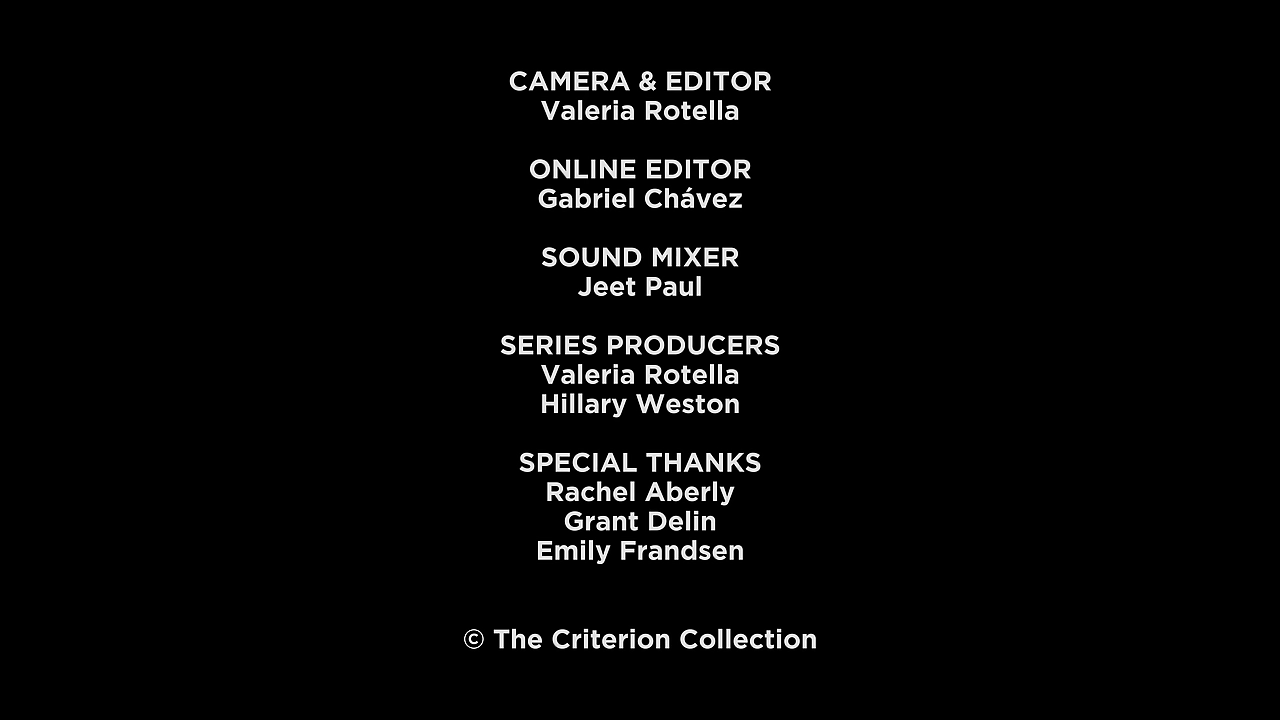 CAMERA & EDITOR
Valeria Rotella
ONLINE EDITOR
Gabriel Chávez
SOUND MIXER
Jeet Paul
SERIES PRODUCERS
Valeria Rotella
Hillary Weston
SPECIAL THANKS
Rachel Aberly
Grant Delin
Emily Frandsen
© The Criterion Collection